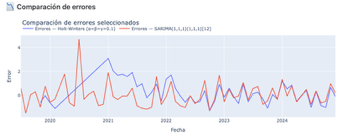 Comparación de errores
Comparación de errores seleccionados
Errores — Holt-Winters (α=β=γ=0.1)
Errores — SARIMA(1,1,1)(1,1,1)[12]
Error
4
2
0
2020
2021
2022
2023
2024
Fecha